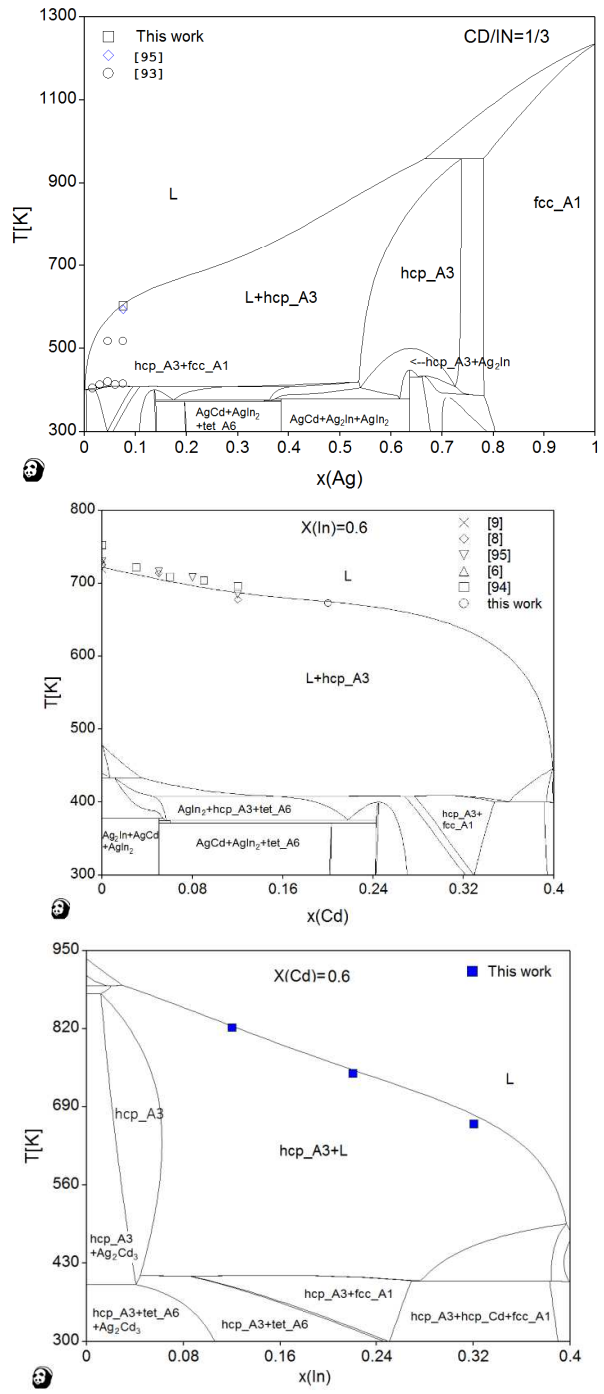 1300
1100
900
700
500
300
T[K]
This work
[95]
[93]
CD/IN=1/3
L
fcc_A1
hcp_A3
L+hcp_A3
<--hcp_A3+Ag2In
hcp_A3+fcc_A1
AgCd+AgIn2
+tet_A6
AgCd+Ag2In+AgIn2
0 0.1 0.2 0.3 0.4 0.5 0.6 0.7 0.8 0.9 1
x(Ag)
800
700
600
500
400
300
T[K]
X(In)=0.6
[9]
[8]
[95]
[6]
[94]
this work
L
L+hcp_A3
AgIn2+hcp_A3+tet_A6
hcp_A3+
fcc_A1
Ag2In+AgCd
+AgIn2
AgCd+AgIn2+tet_A6
0 0.08 0.16 0.24 0.32 0.4
x(Cd)
950
820
690
560
430
300
T[K]
X(Cd)=0.6
This work
L
hcp_A3
hcp_A3+L
hcp_A3
+Ag2Cd3
hcp_A3+fcc_A1
hcp_A3+tet_A6
+Ag2Cd3
hcp_A3+tet_A6
hcp_A3+hcp_Cd+fcc_A1
0 0.08 0.16 0.24 0.32 0.4
x(In)